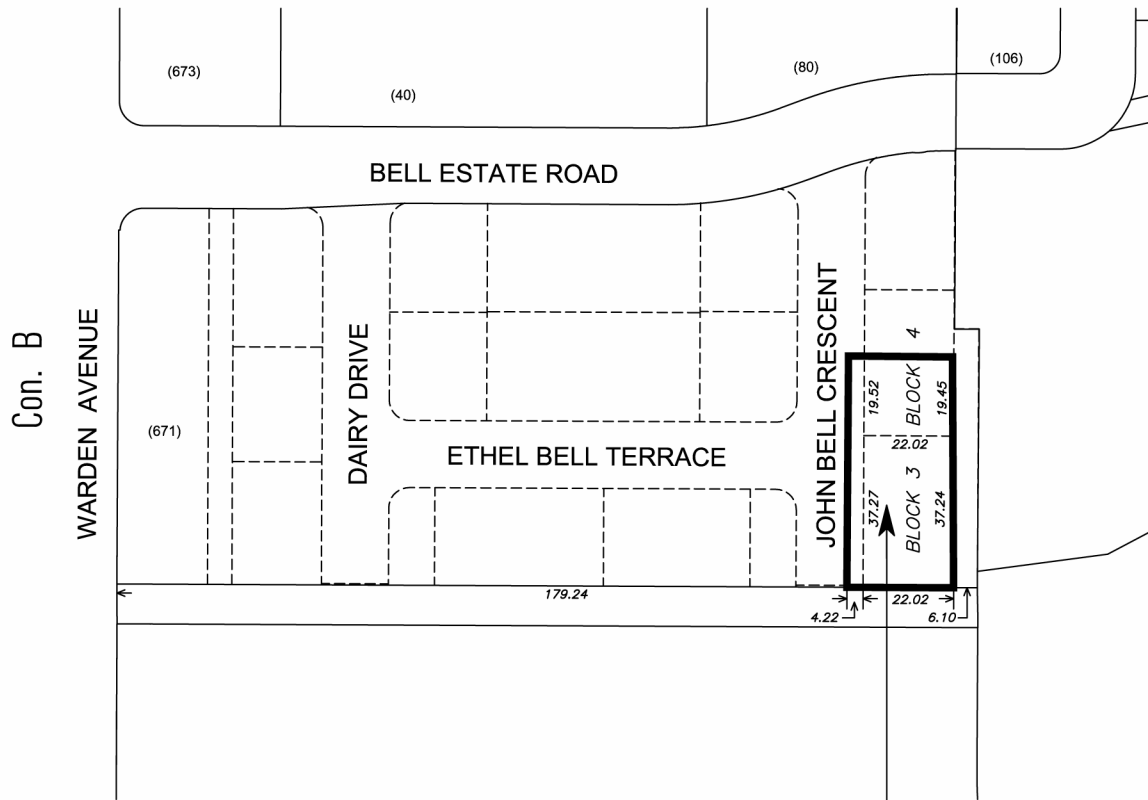 (673)
(40)
(80)
(106)
BELL ESTATE ROAD
Con. B
WARDEN AVENUE
(671)
DAIRY DRIVE
ETHEL BELL TERRACE
JOHN BELL CRESCENT
BLOCK 4
19.52
19.45
22.02
BLOCK 3
37.27
37.24
179.24
22.02
4.22
6.10